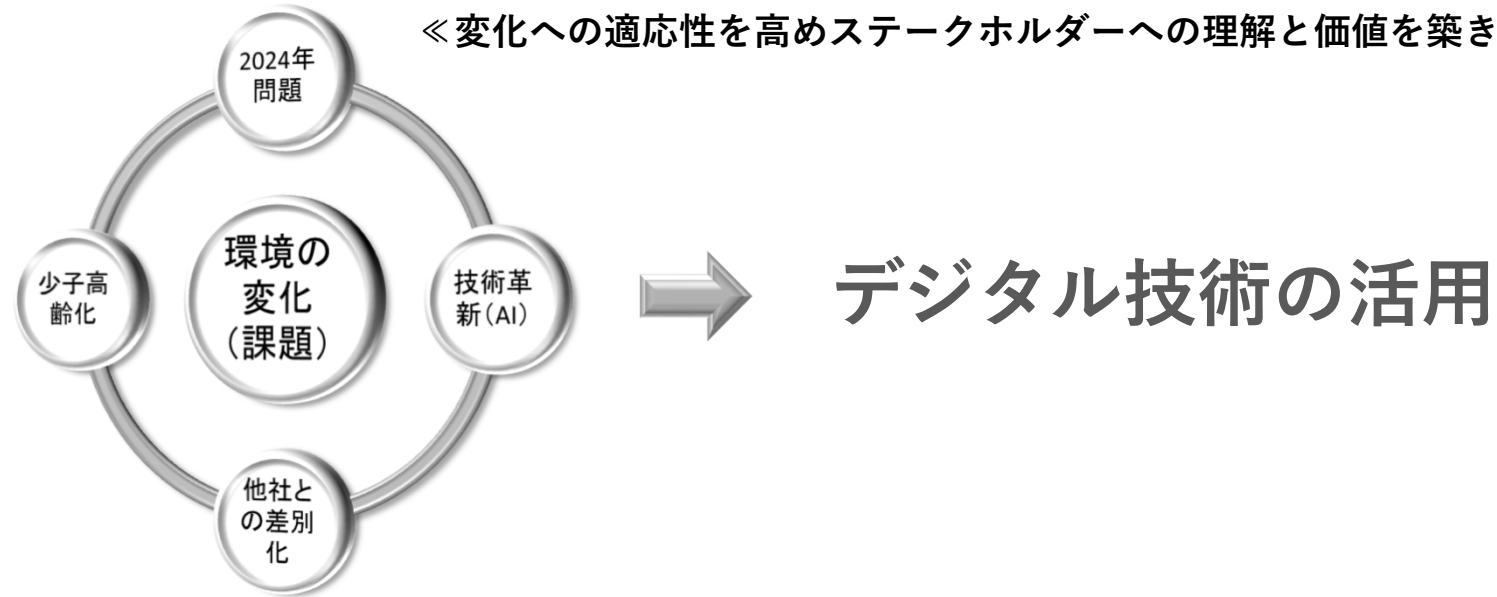 ≪変化への適応性を高めステークホルダーへの理解と価値を築き
2024年
問題
環境の
変化
（課題）
少子高
齢化
技術革
新（AI）
他社と
の差別
化
デジタル技術の活用